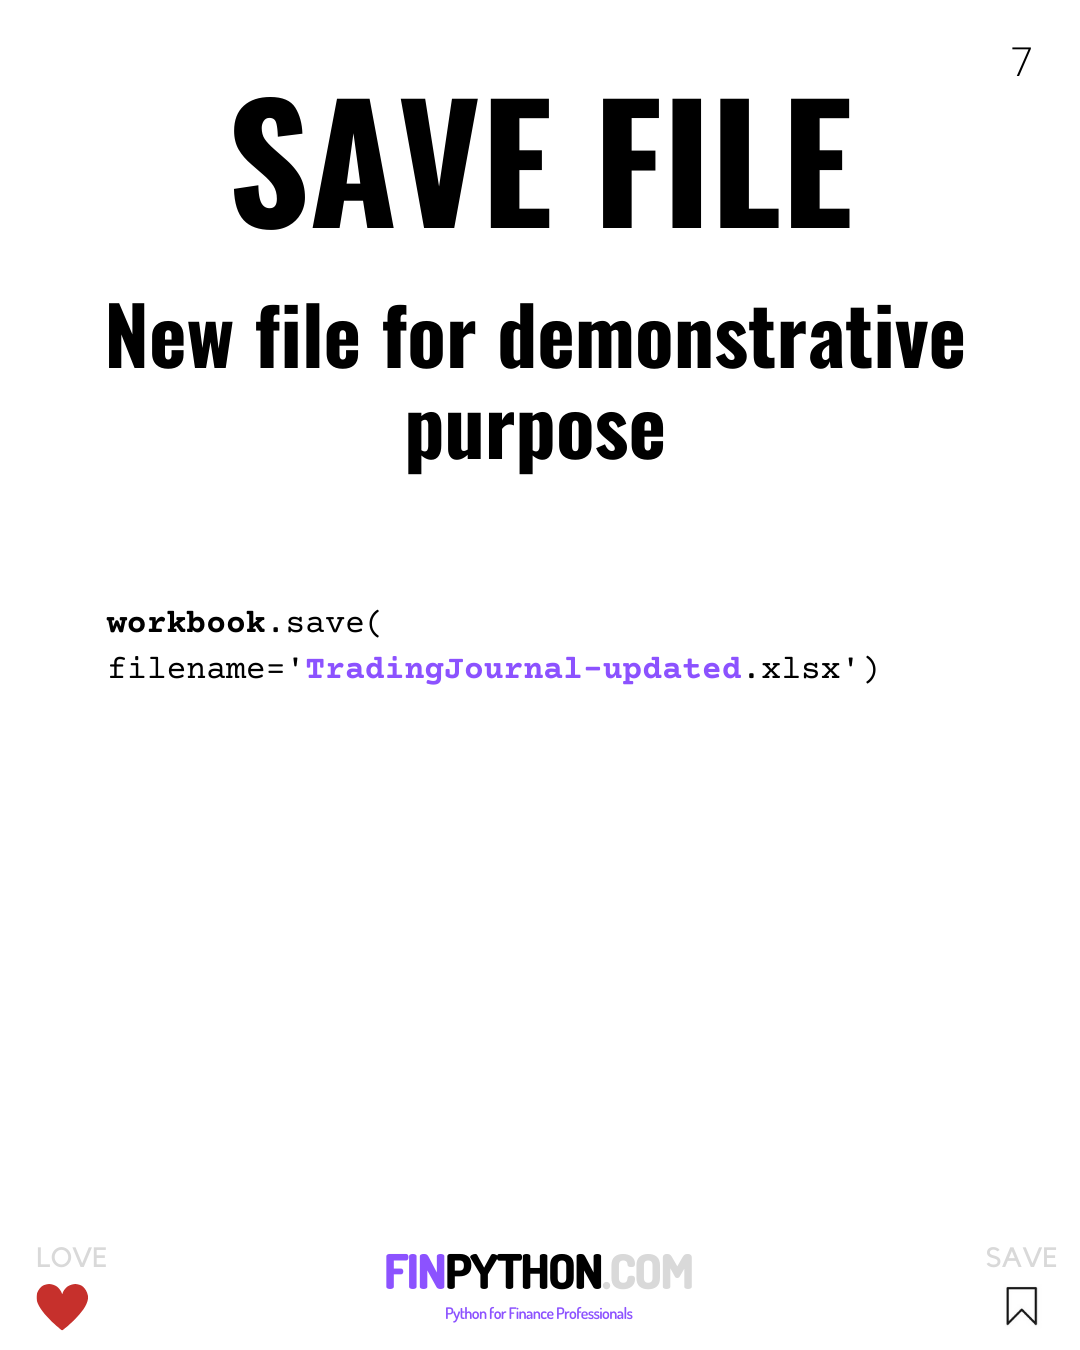 7
SAVE FILE
New file for demonstrative
purpose
workbook.save(
filename='TradingJournal-updated.xlsx')
LOVE
FINPYTHON.COM
Python for Finance Professionals
SAVE